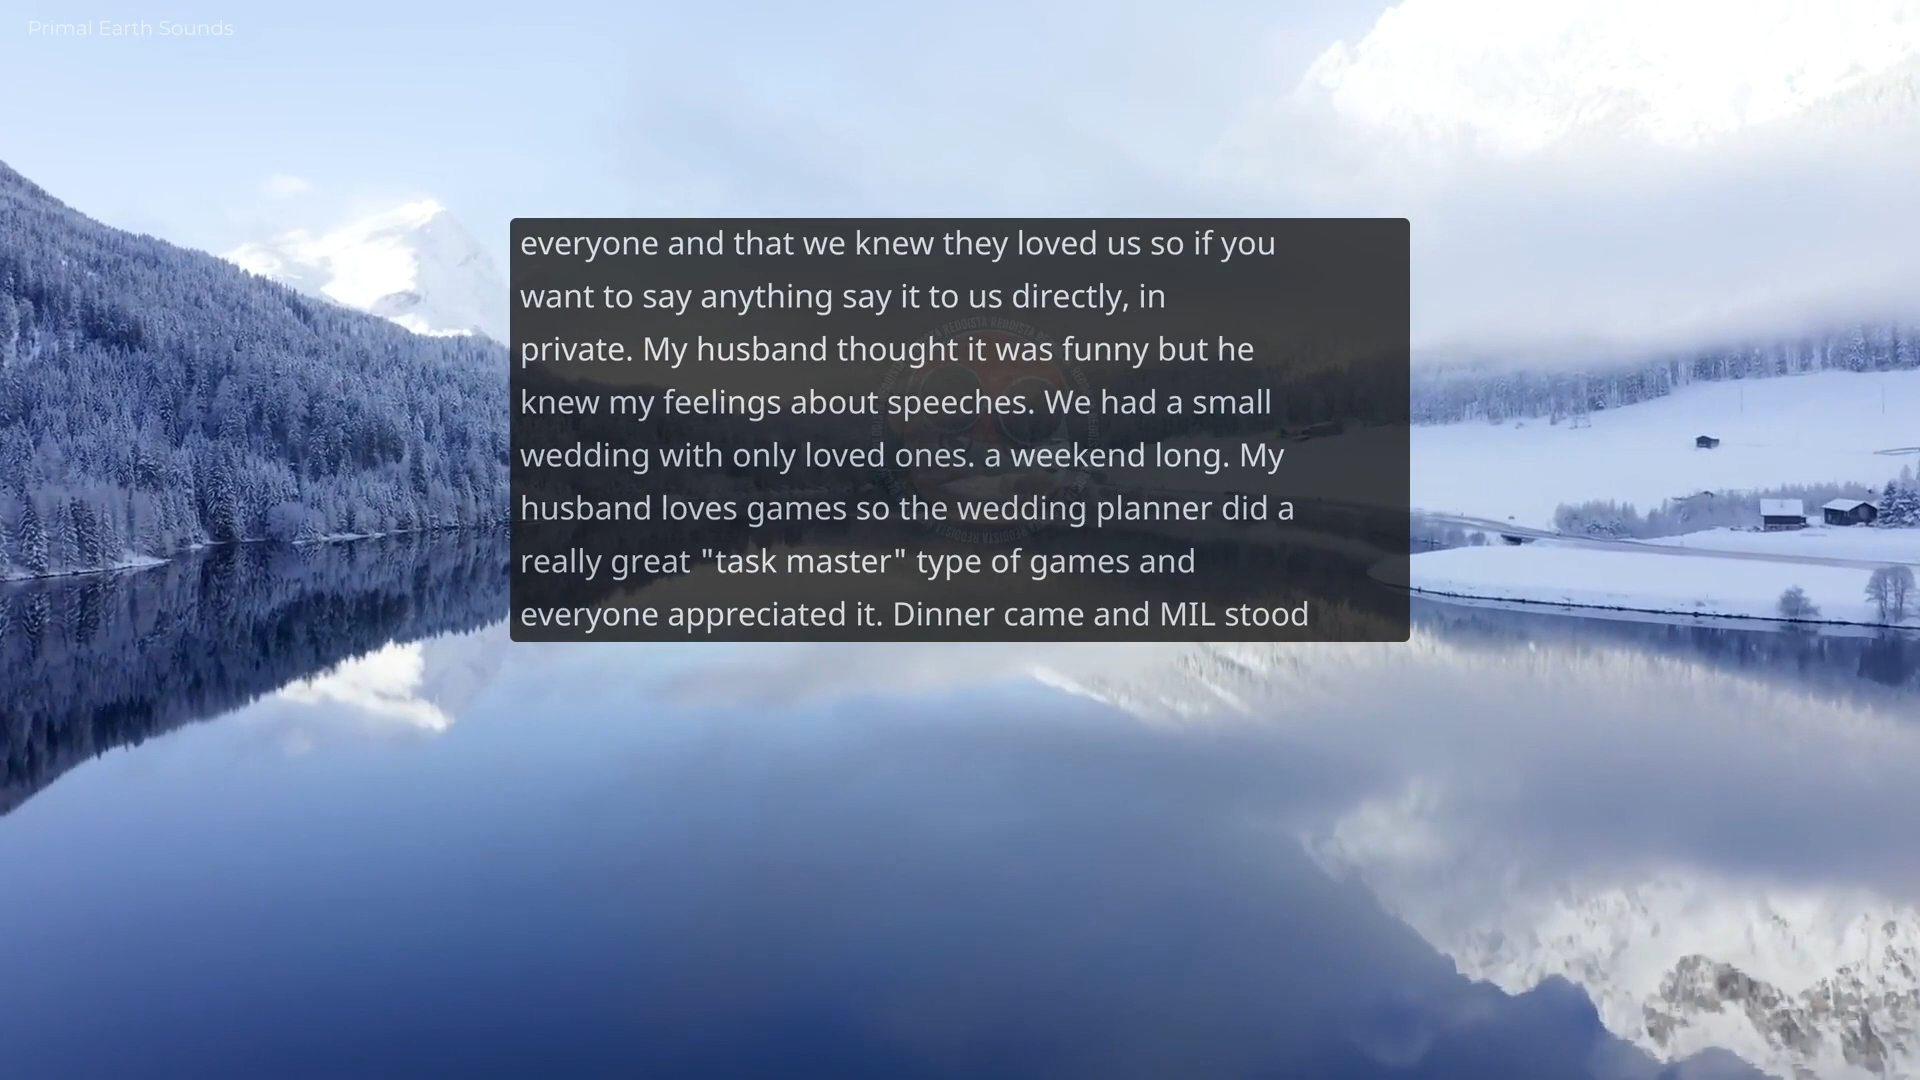 Primal Earth Sounds
everyone and that we knew they loved us so if you
want to say anything say it to us directly, in
private. My husband thought it was funny but he
knew my feelings about speeches. We had a small
wedding with only loved ones. a weekend long. My
husband loves games so the wedding planner did a
really great "task master" type of games and
everyone appreciated it. Dinner came and MIL stood